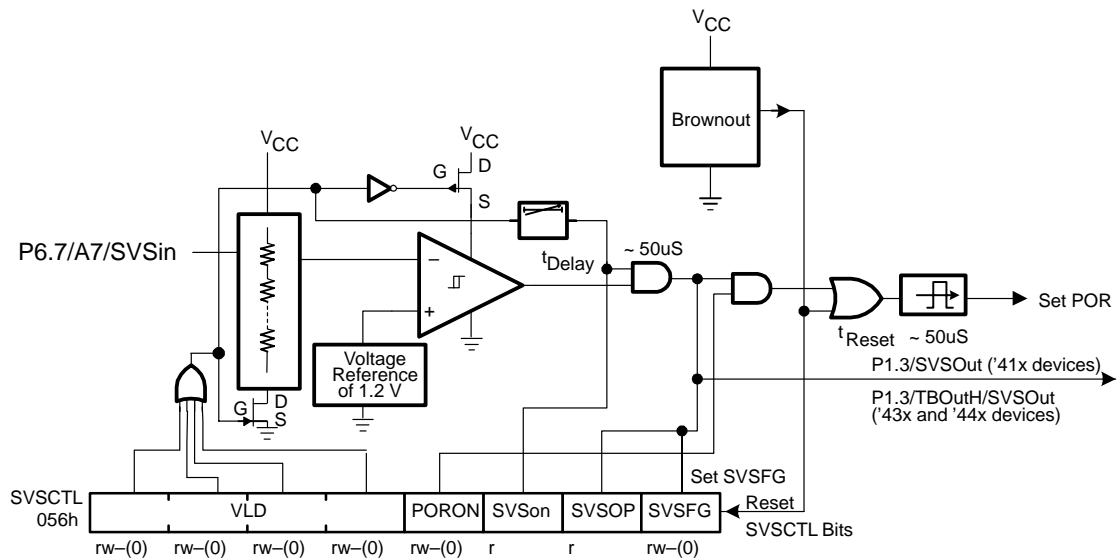 VCC
Brownout
VCC
VCC
G
D
S
P6.7/A7/SVSin
tDelay
~ 50uS
−
+
Set POR
tReset
~ 50uS
Voltage
Reference
of 1.2 V
P1.3/SVSOut ('41x devices)
P1.3/TBOutH/SVSOut
('43x and '44x devices)
G
D
S
Set SVSFG
SVSCTL
056h
VLD
PORON
SVSon
SVSOP
SVSFG
Reset
SVSCTL Bits
rw−(0)
rw−(0)
rw−(0)
rw−(0)
rw−(0)
r
r
rw−(0)